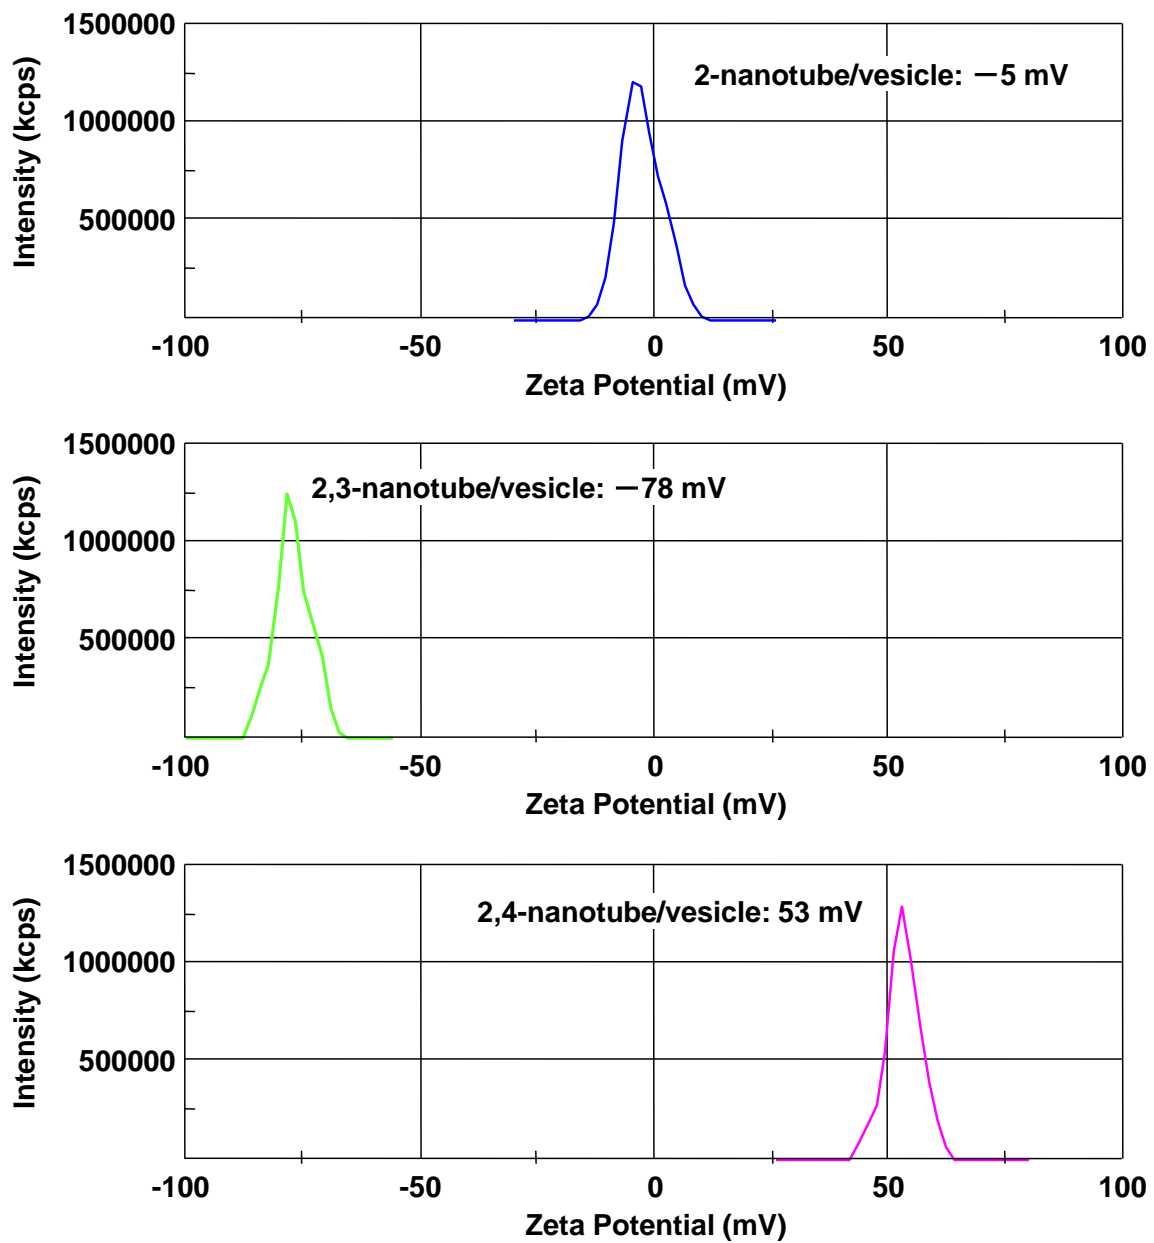 1500000
2-nanotube/vesicle: −5 mV
1000000
500000
Intensity (kcps)
-100 -50 0 50 100
Zeta Potential (mV)
1500000
2,3-nanotube/vesicle: −78 mV
1000000
500000
Intensity (kcps)
-100 -50 0 50 100
Zeta Potential (mV)
1500000
2,4-nanotube/vesicle: 53 mV
1000000
500000
Intensity (kcps)
-100 -50 0 50 100
Zeta Potential (mV)